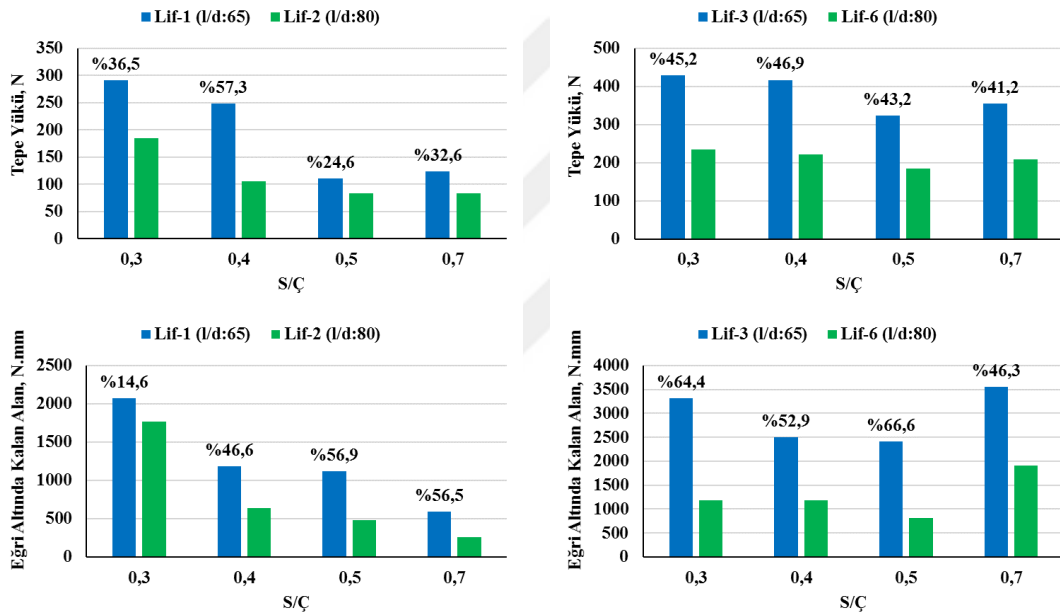 Lif-1 (l/d:65) Lif-2 (l/d:80)
Tepe Yükü, N
350
300
250
200
150
100
50
0
%36,5
%57,3
%24,6
%32,6
0,3 0,4 0,5 0,7
S/Ç
Lif-3 (l/d:65) Lif-6 (l/d:80)
Tepe Yükü, N
500
400
300
200
100
0
%45,2
%46,9
%43,2
%41,2
0,3 0,4 0,5 0,7
S/Ç
Lif-1 (l/d:65) Lif-2 (l/d:80)
Eğri Altında Kalan Alan, N.mm
2500
2000
1500
1000
500
0
%14,6
%46,6
%56,9
%56,5
0,3 0,4 0,5 0,7
S/Ç
Lif-3 (l/d:65) Lif-6 (l/d:80)
Eğri Altında Kalan Alan, N.mm
4000
3500
3000
2500
2000
1500
1000
500
0
%64,4
%52,9
%66,6
%46,3
0,3 0,4 0,5 0,7
S/Ç